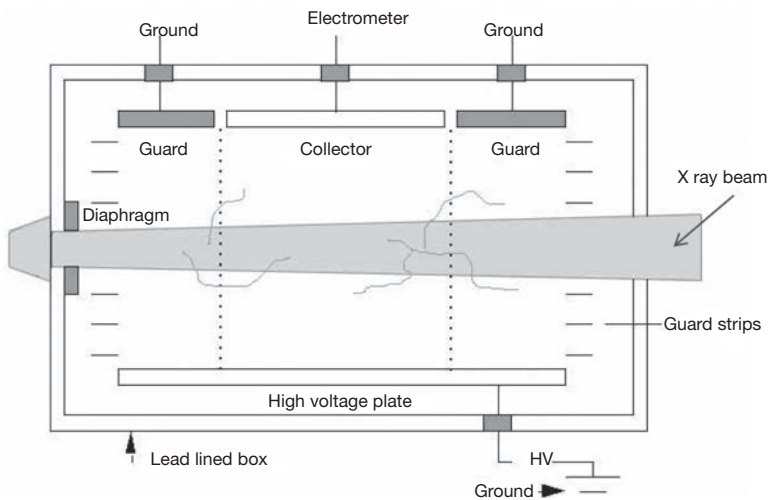 Electrometer
Ground
Ground
Guard
Collector
Guard
X ray beam
Diaphragm
Guard strips
High voltage plate
Lead lined box
HV
Ground